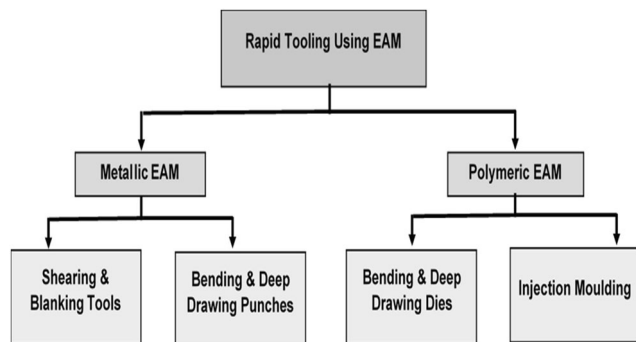 Rapid Tooling Using EAM
Metallic EAM
Polymeric EAM
Shearing &
Blanking Tools
Bending & Deep
Drawing Punches
Bending & Deep
Drawing Dies
Injection Moulding